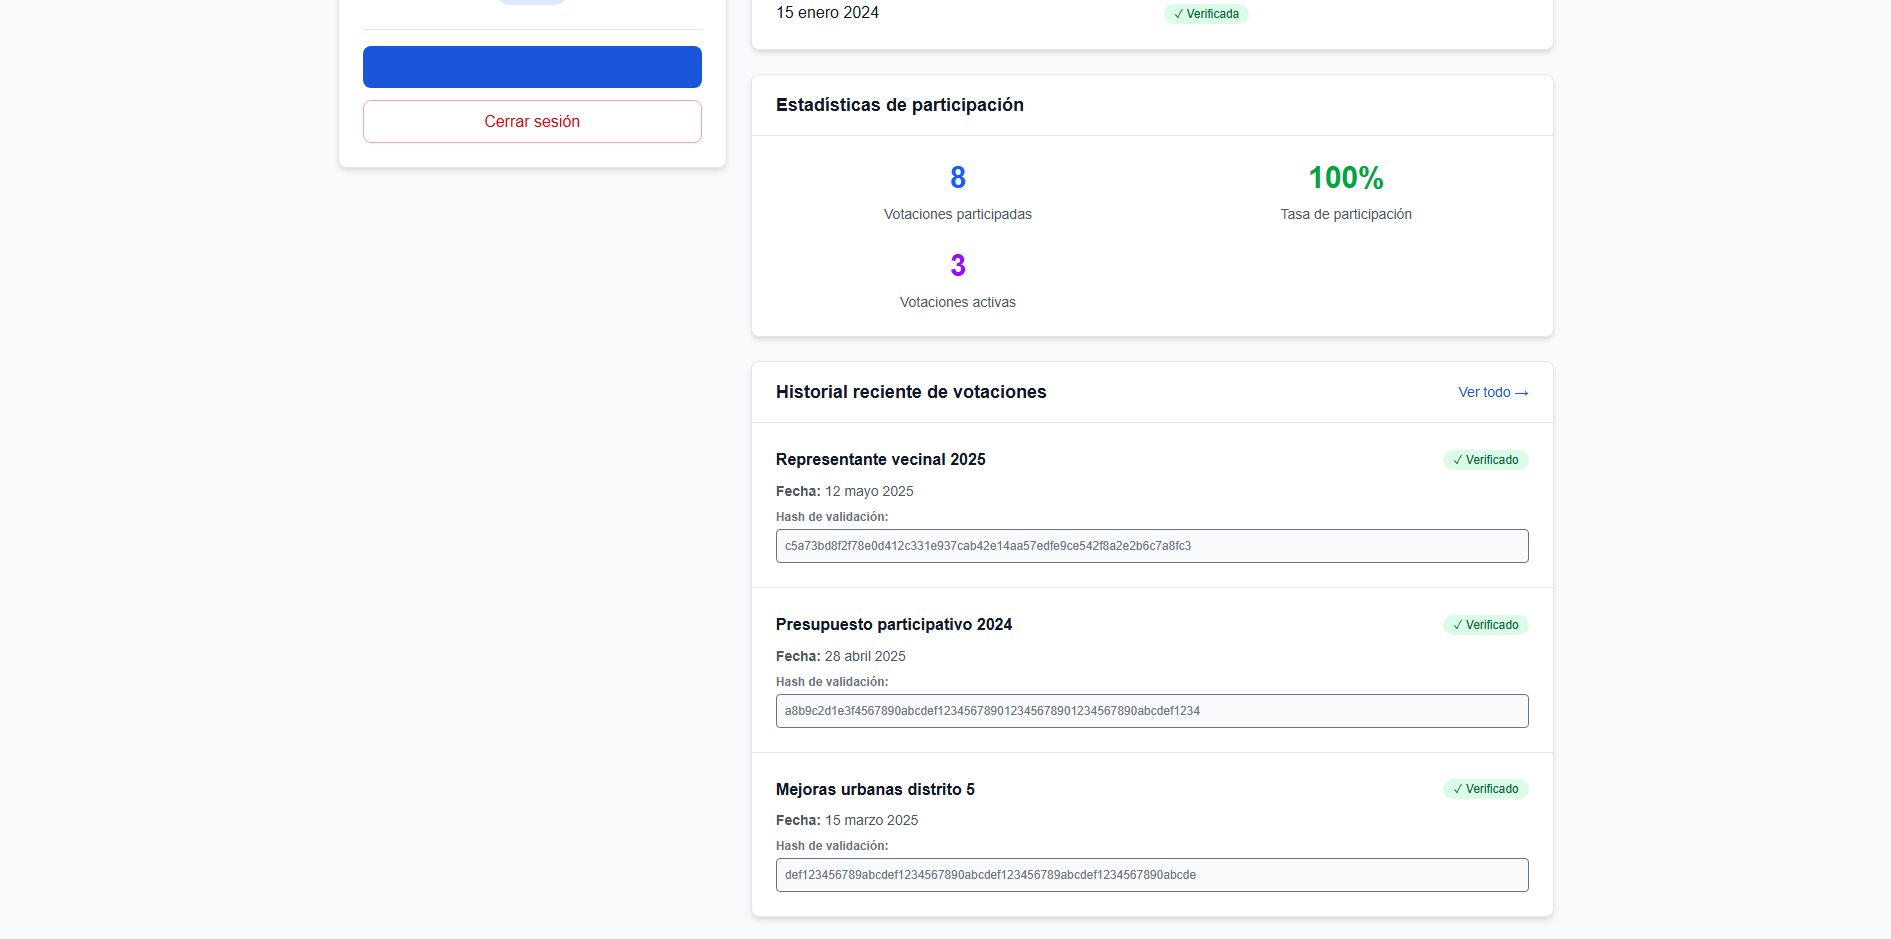 Cerrar sesión
15 enero 2024
✓ Verificada
Estadísticas de participación
8
Votaciones participadas
100%
Tasa de participación
3
Votaciones activas
Historial reciente de votaciones
Ver todo →
Representante vecinal 2025
✓ Verificado
Fecha: 12 mayo 2025
Hash de validación:
c5a73bd8f2f78e0d412c331e937cab42e14aa57edfe9ce542f8a2e2b6c7a8fc3
Presupuesto participativo 2024
✓ Verificado
Fecha: 28 abril 2025
Hash de validación:
a8b9c2d1e3f4567890abcdef123456789012345678901234567890abcdef1234
Mejoras urbanas distrito 5
✓ Verificado
Fecha: 15 marzo 2025
Hash de validación:
def123456789abcdef1234567890abcdef123456789abcdef1234567890abcde